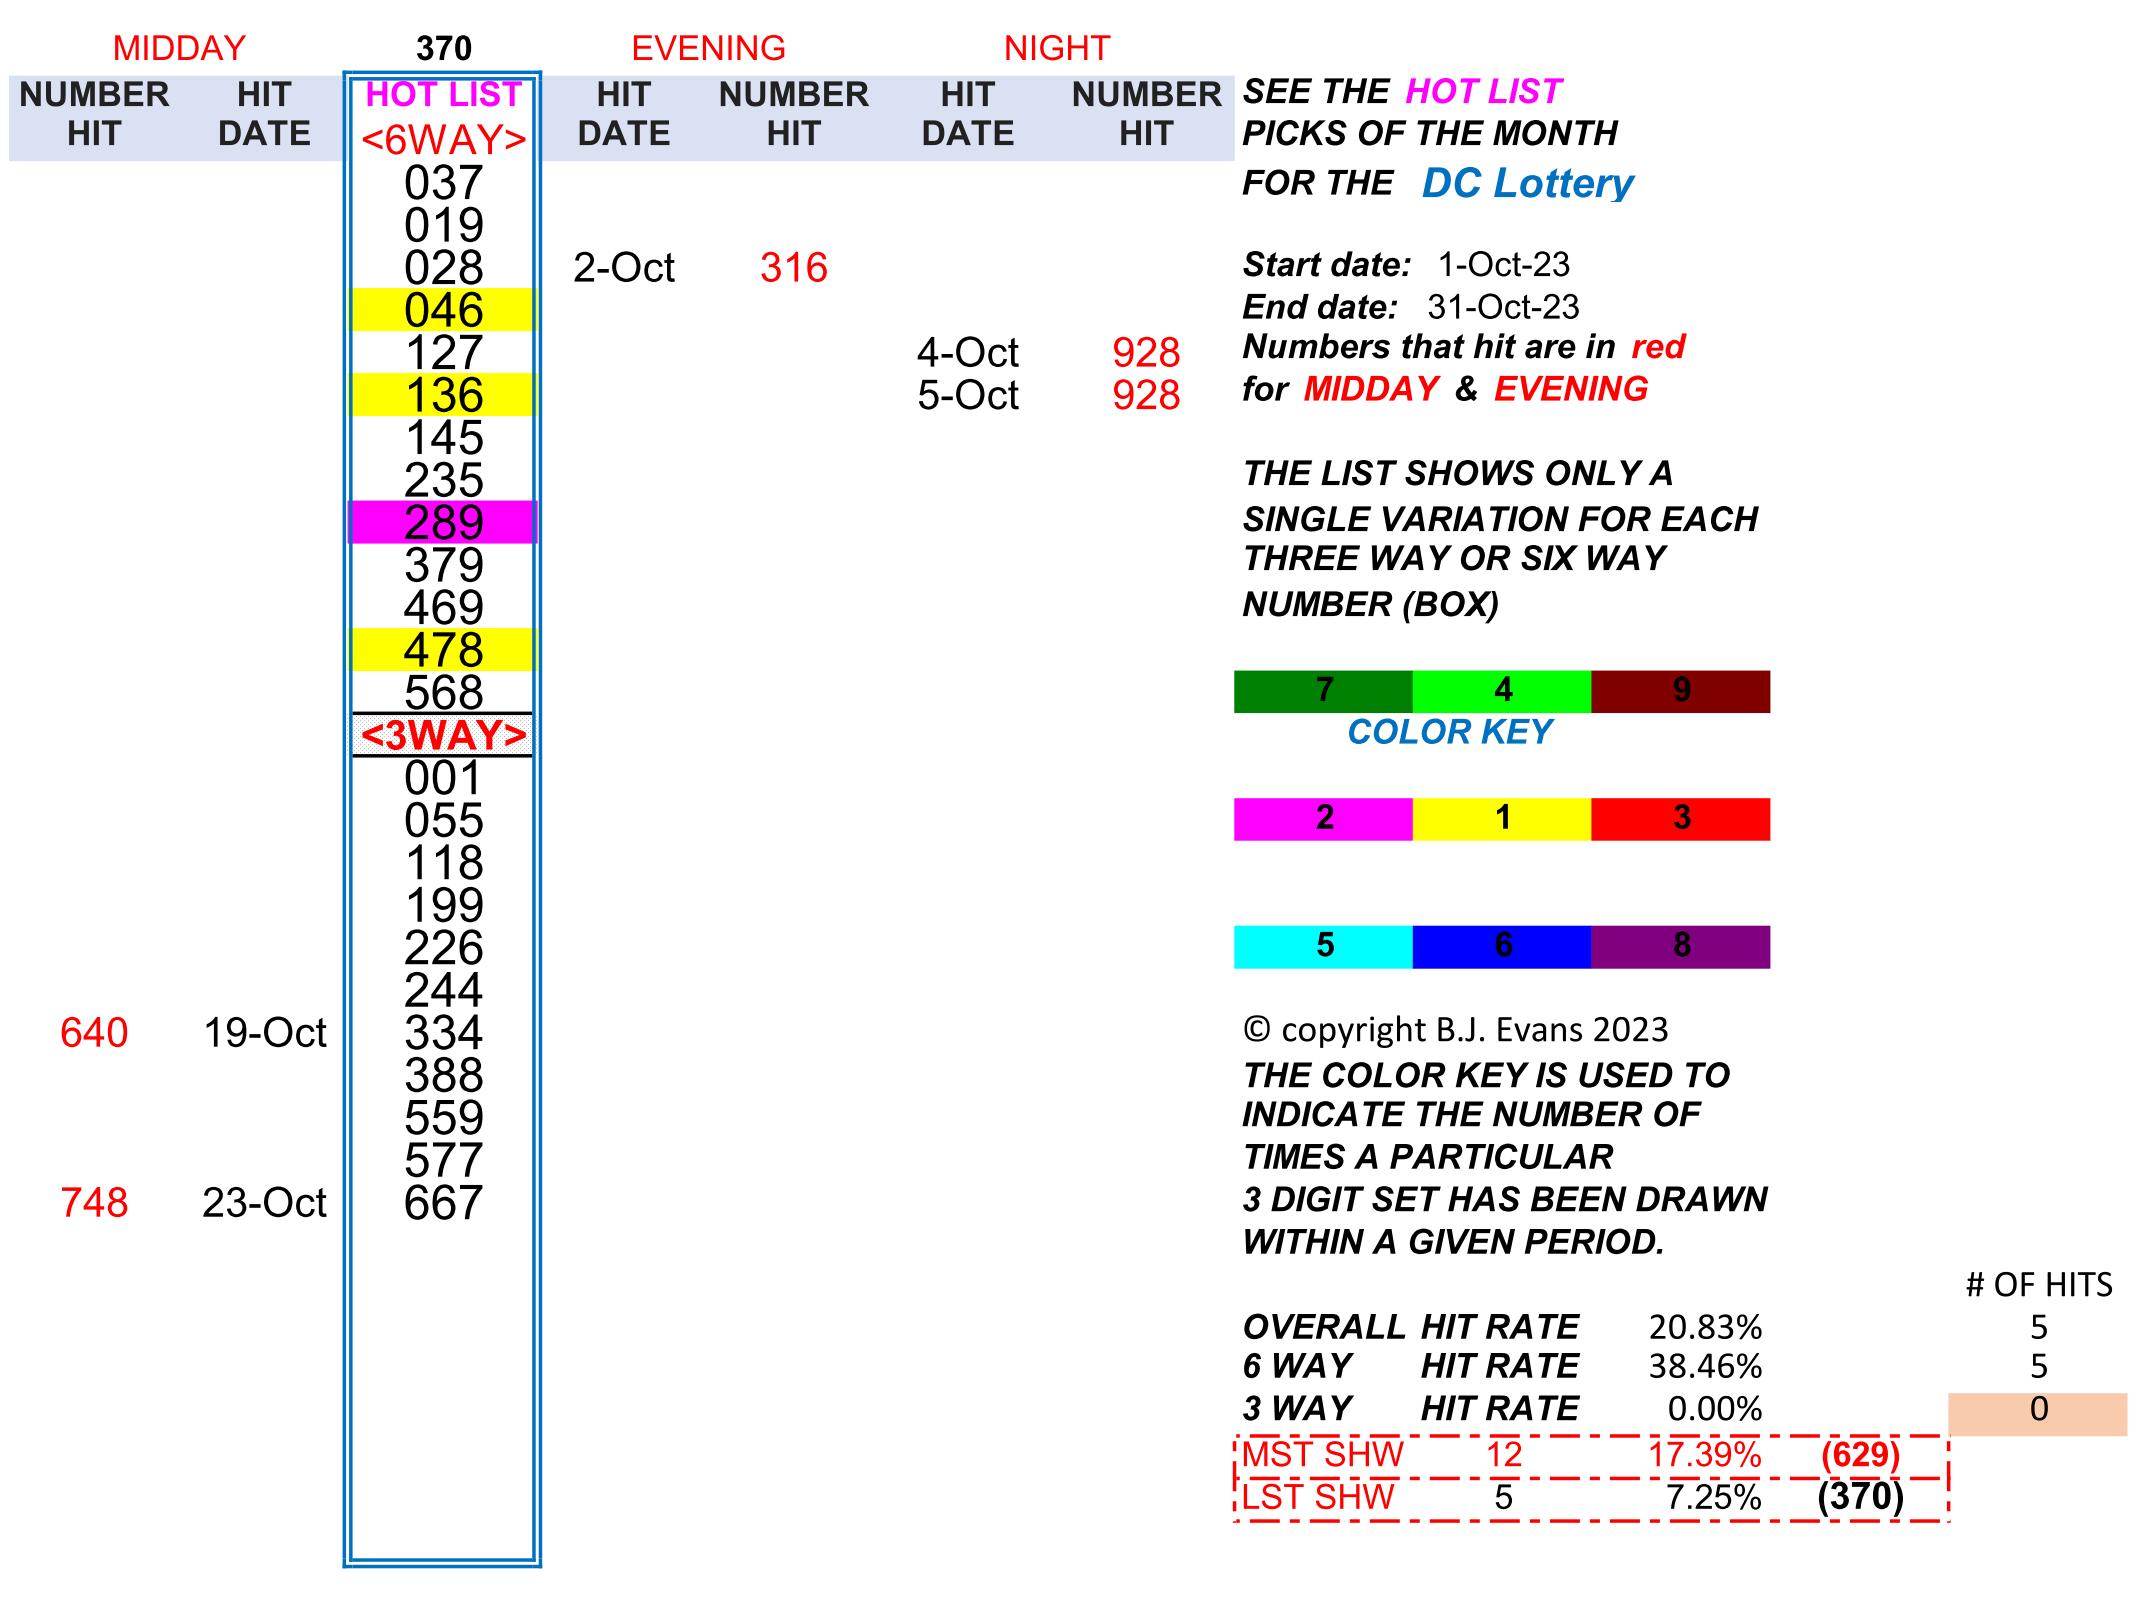 MIDDAY 370 EVENING NIGHT
NUMBER HIT HOT LIST HIT NUMBER HIT NUMBER SEE THE HOT LIST
HIT DATE <6WAY> DATE HIT DATE HIT PICKS OF THE MONTH
037 FOR THE DC Lottery
019
028 2-Oct 316 Start date: 1-Oct-23
046 End date: 31-Oct-23
127 4-Oct 928 Numbers that hit are in red
136 5-Oct 928 for MIDDAY & EVENING
145
235 THE LIST SHOWS ONLY A
289 SINGLE VARIATION FOR EACH
379 THREE WAY OR SIX WAY
469 NUMBER (BOX)
478
568 7 4 9
<3WAY> COLOR KEY
001
055 2 1 3
118
199
226 5 6 8
244
640 19-Oct 334 © copyright B.J. Evans 2023
388 THE COLOR KEY IS USED TO
559 INDICATE THE NUMBER OF
577 TIMES A PARTICULAR
748 23-Oct 667 3 DIGIT SET HAS BEEN DRAWN
WITHIN A GIVEN PERIOD.
# OF HITS
OVERALL HIT RATE 20.83% 5
6 WAY HIT RATE 38.46% 5
3 WAY HIT RATE 0.00% 0
MST SHW 12 17.39% (629)
LST SHW 5 7.25% (370)